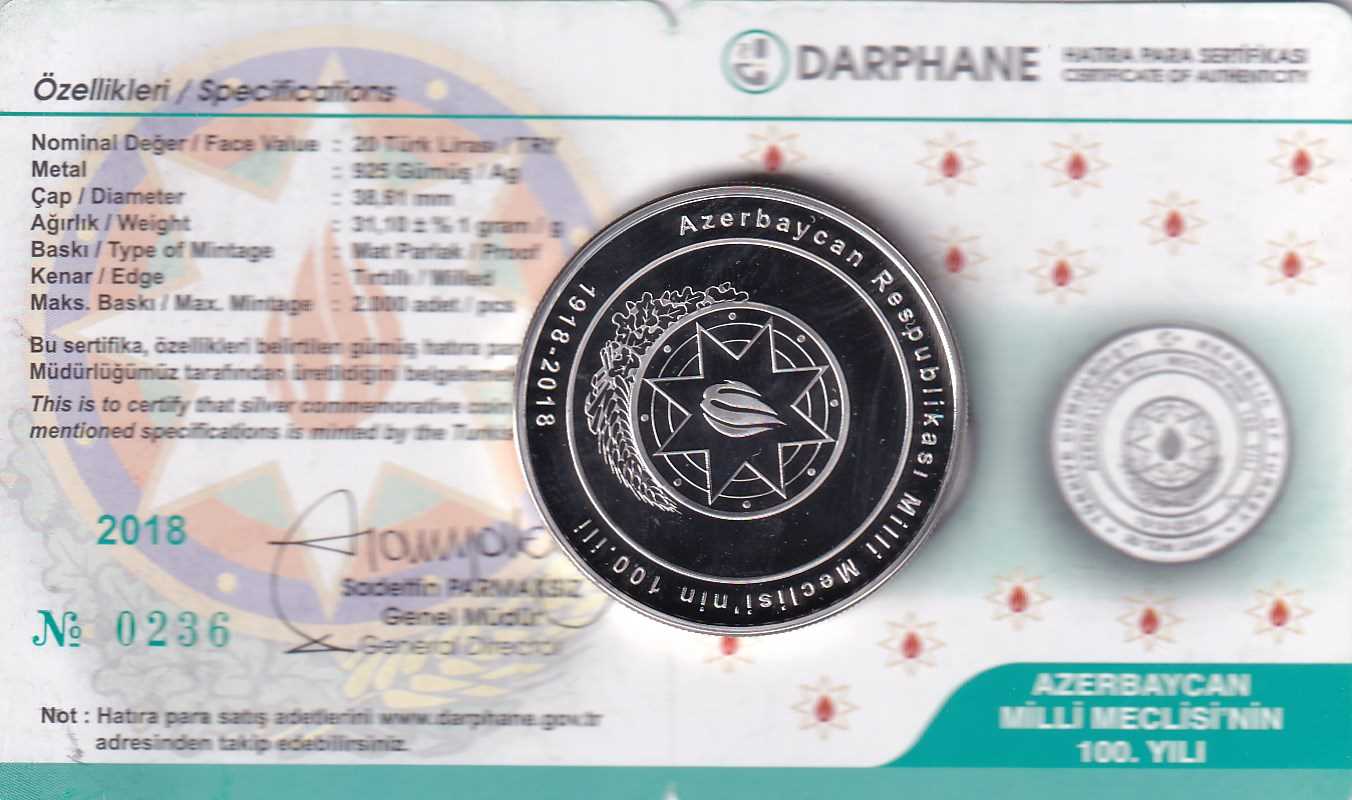 DARPHANE
HATIRA PARA SERTİFİKASI
CERTIFICATE OF AUTHENTICITY
Özellikleri / Specifications
Nominal Değer / Face Value : 20 Türk Lirası / TRY
Metal : 925 Gümüş / Ag
Çap / Diameter : 38,61 mm
Ağırlık / Weight : 31,10 ± % 1 gram / g
Baskı / Type of Mintage : Mat Parlak / Proof
Kenar / Edge : Tırtıllı / Milled
Maks. Baskı / Max. Mintage : 2.000 adet / pcs
Bu sertifika, özellikleri belirtilen gümüş hatıra
Müdürlüğümüz tarafından üretildiğini
This is to certify that silver commemorative
mentioned specifications is minted by the
2018
Sadettin PARMAKSIZ
Genel Müdür
General Director
№ 0236
Not : Hatıra para satış adetlerini www.darphane.gov.tr
adresinden takip edebilirsiniz.
Azerbaycan Respublikası Milli Meclisi'nin 100.ili
1918-2018
AZERBAYCAN
MİLLİ MECLİSİ'NİN
100. YILI